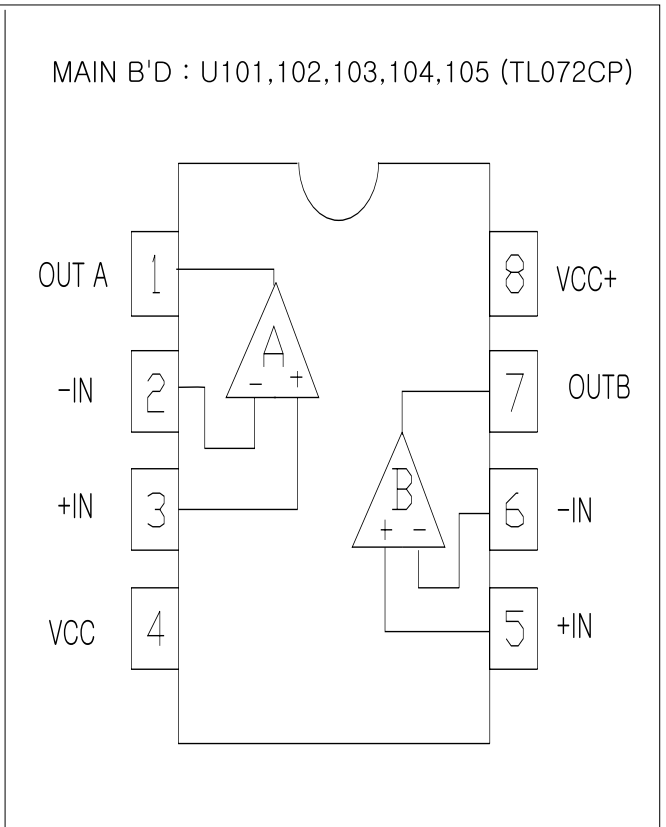 MAIN B'D : U101,102,103,104,105 (TL072CP)
OUT A 1
8 VCC+
A
- +
-IN 2
7 OUTB
B
+ -
+IN 3
6 -IN
VCC 4
5 +IN